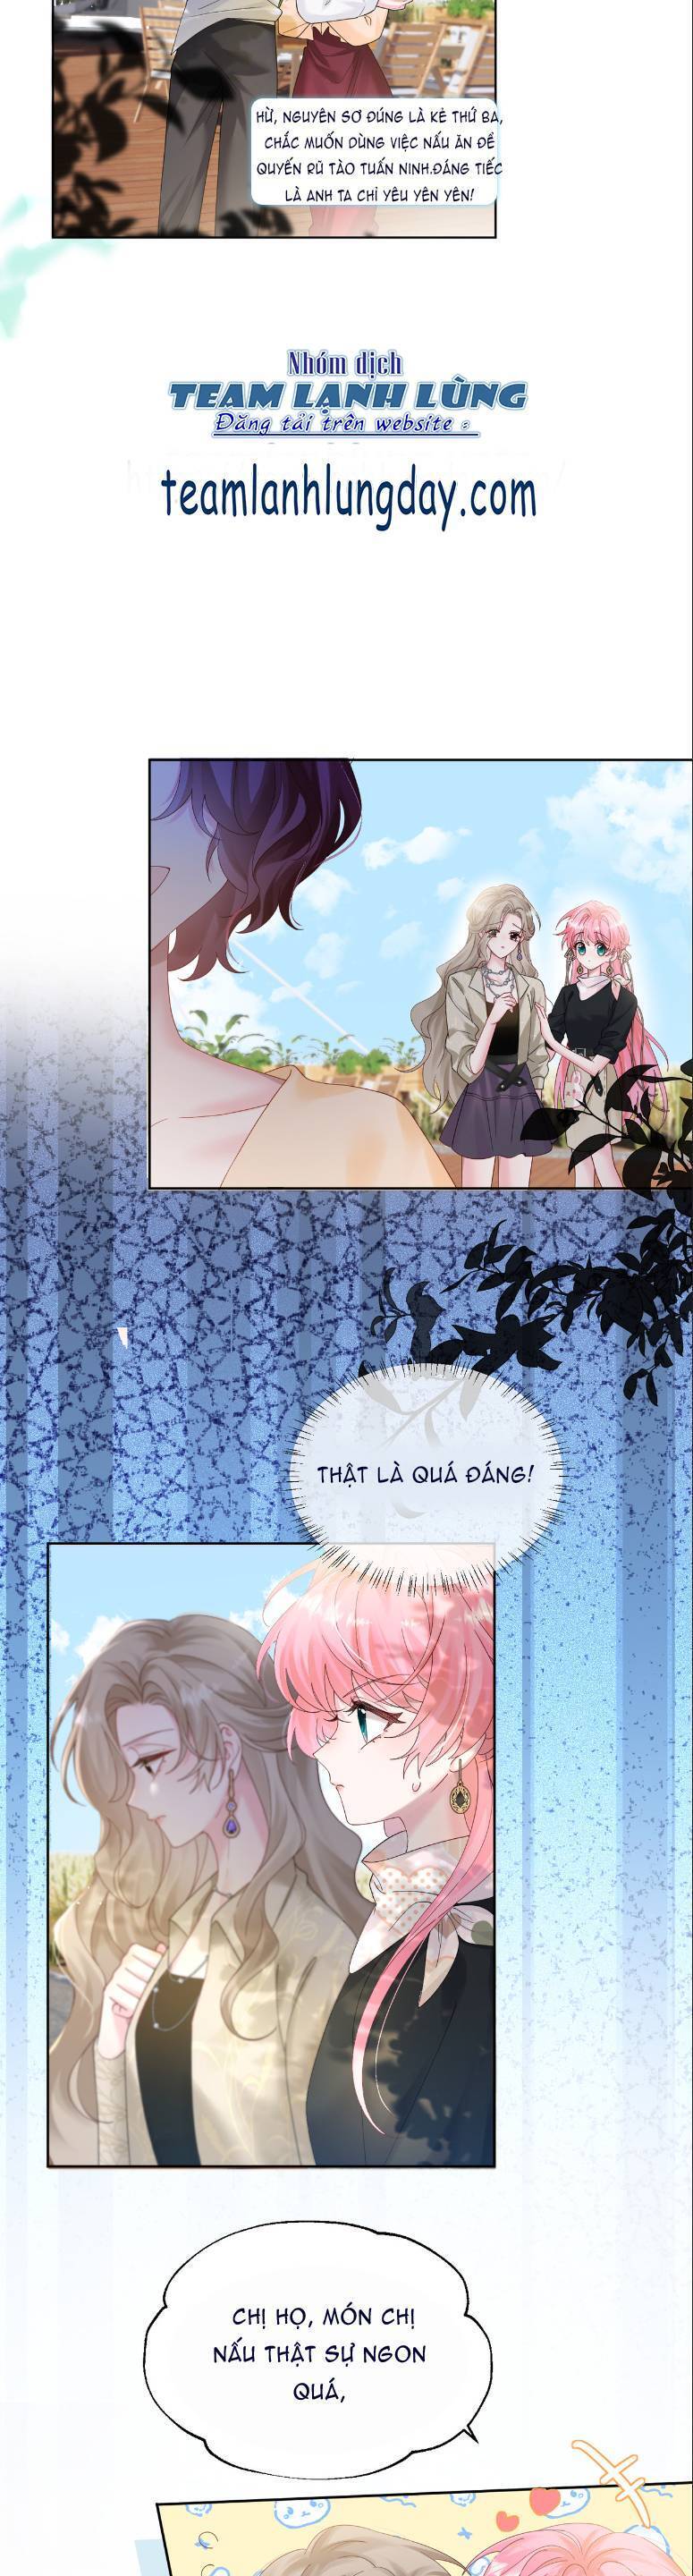 HỪ, NGUYÊN SƠ ĐÚNG LÀ KẺ THỨ BA,
CHẮC MUỐN DÙNG VIỆC NẤU ĂN ĐỂ
QUYẾN RŨ TÀO TUẤN NINH.ĐÁNG TIẾC
LÀ ANH TA CHỈ YÊU YÊN YÊN!
Nhóm dịch
TEAM LẠNH LÙNG
Đăng tải trên website :
teamlanhlungday.com
THẬT LÀ QUÁ ĐÁNG!
CHỊ HỌ, MÓN CHỊ
NẤU THẬT SỰ NGON
QUÁ,